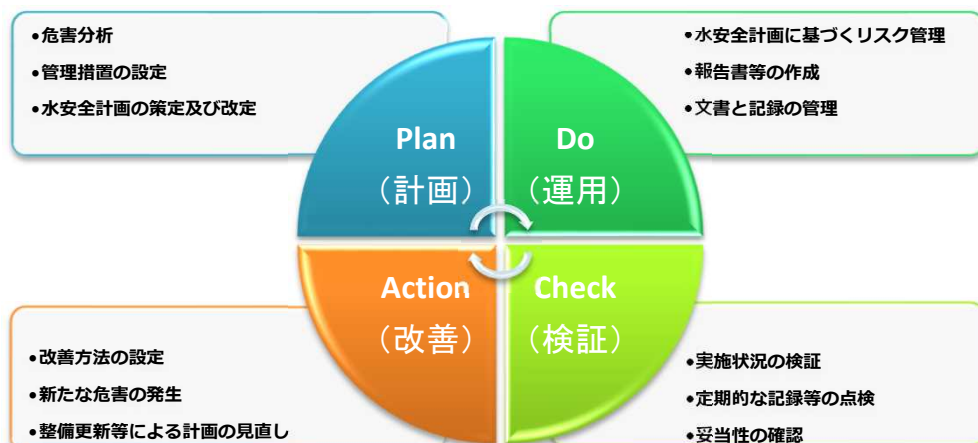 •危害分析
•管理措置の設定
•水安全計画の策定及び改定
•水安全計画に基づくリスク管理
•報告書等の作成
•文書と記録の管理
Plan
（計画）
Do
（運用）
Action
（改善）
Check
（検証）
•改善方法の設定
•新たな危害の発生
•整備更新等による計画の見直し
•実施状況の検証
•定期的な記録等の点検
•妥当性の確認